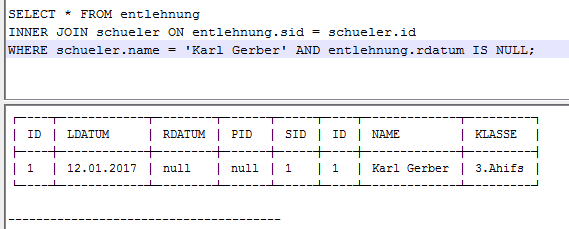 SELECT * FROM entlehnung
INNER JOIN schueler ON entlehnung.sid = schueler.id
WHERE schueler.name = 'Karl Gerber' AND entlehnung.rdatum IS NULL;
| ID | LDATUM | RDATUM | PID | SID | ID | NAME | KLASSE |
| 1 | 12.01.2017 | null | null | 1 | 1 | Karl Gerber | 3.Ahifs |
---------------------------------------